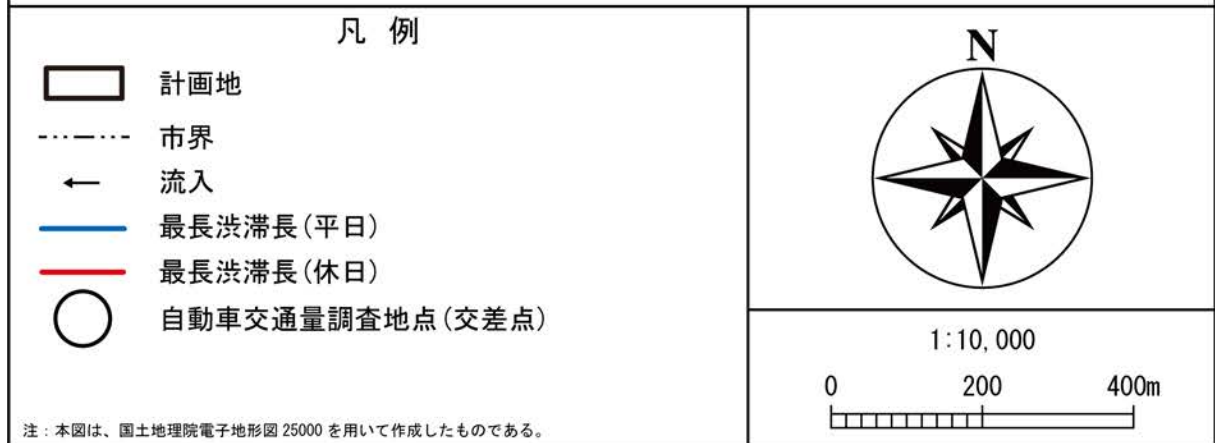 凡 例
計画地
市界
流入
最長渋滞長(平日)
最長渋滞長(休日)
自動車交通量調査地点(交差点)
注：本図は、国土地理院電子地形図 25000 を用いて作成したものである。
N
1:10,000
0 200 400m